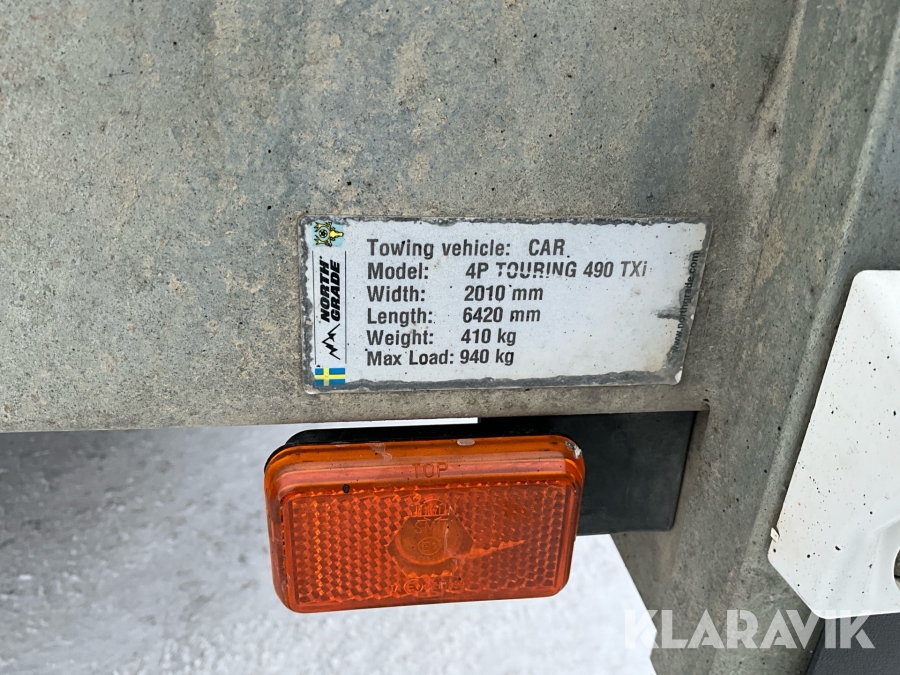 Towing vehicle: CAR
Model: 4P TOURING 490 TXi
Width: 2010 mm
Length: 6420 mm
Weight: 410 kg
Max Load: 940 kg
NORTH
GRADE
TOP
KLARAVIK